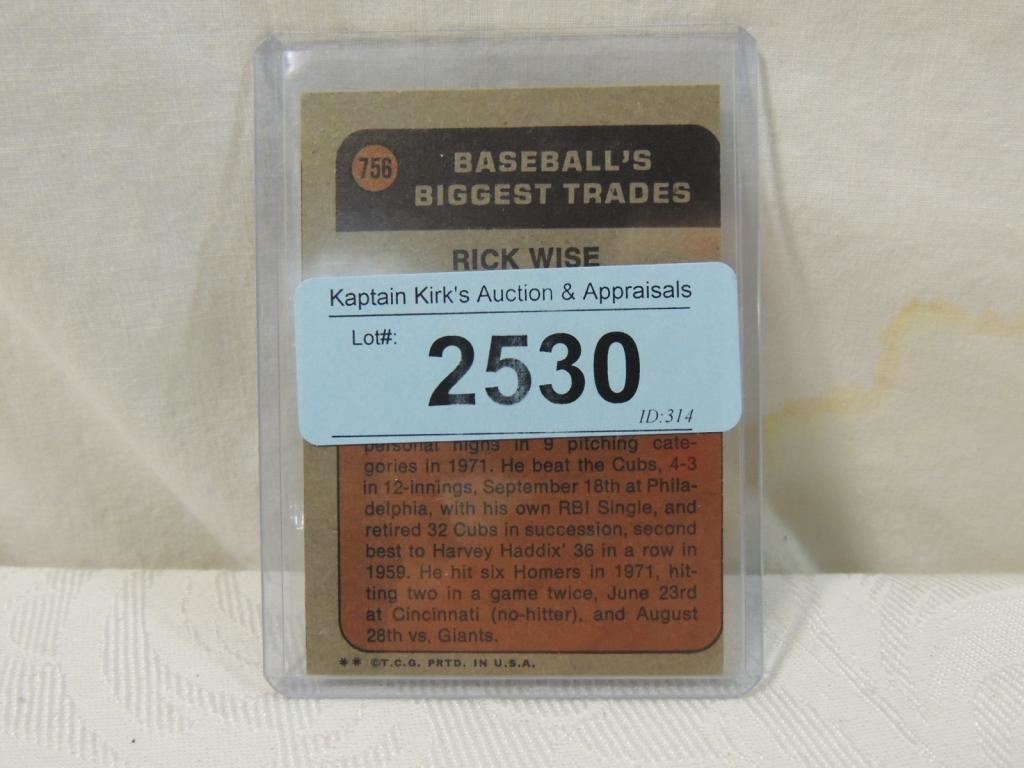 756
BASEBALL'S
BIGGEST TRADES
RICK WISE
Kaptain Kirk's Auction & Appraisals
Lot#:
2530
ID:314
personal highs in 9 pitching cate-
gories in 1971. He beat the Cubs, 4-3
in 12-innings, September 18th at Phila-
delphia, with his own RBI Single, and
retired 32 Cubs in succession, second
best to Harvey Haddix' 36 in a row in
1959. He hit six Homers in 1971, hit-
ting two in a game twice, June 23rd
at Cincinnati (no-hitter), and August
28th vs. Giants.
** ©T.C.G. PRTD. IN U.S.A.